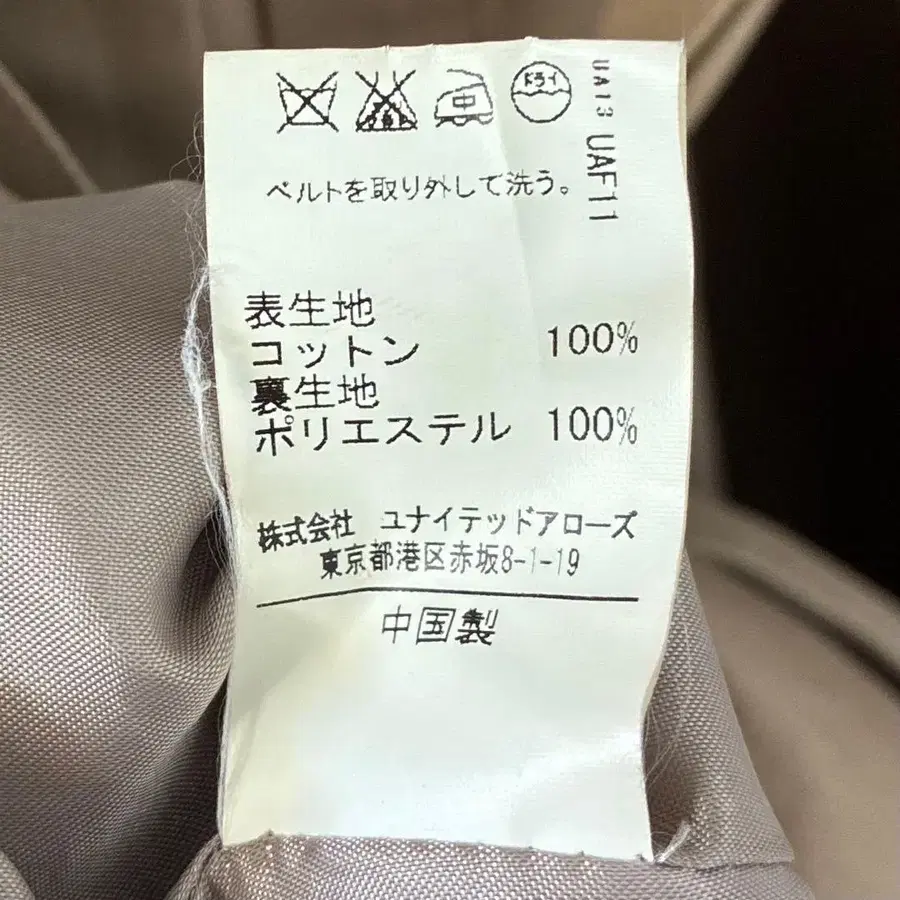 中
ドライ
UA13 UAF11
ベルトを取り外して洗う。
表生地
コットン 100%
裏生地
ポリエステル 100%
株式会社 ユナイテッドアローズ
東京都港区赤坂8-1-19
中国製